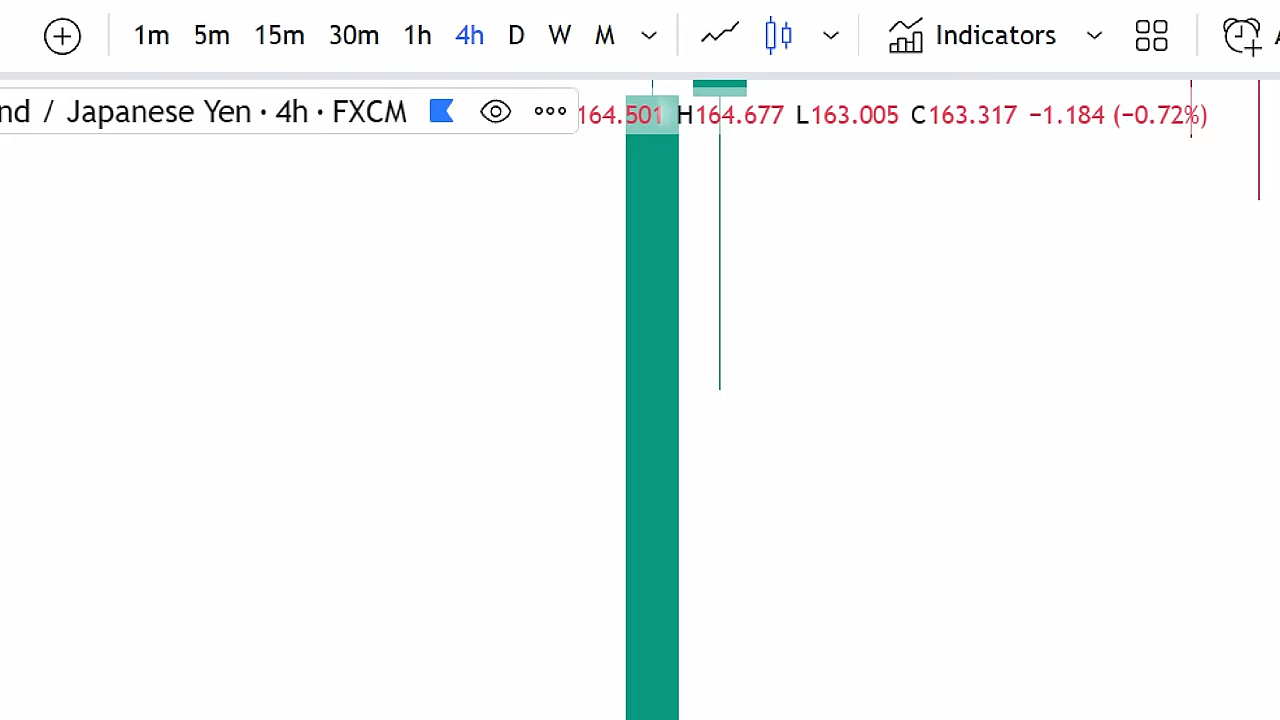 1m 5m 15m 30m 1h 4h D W M Indicators
/ Japanese Yen · 4h · FXCM 164.501 H164.677 L163.005 C163.317 −1.184 (−0.72%)